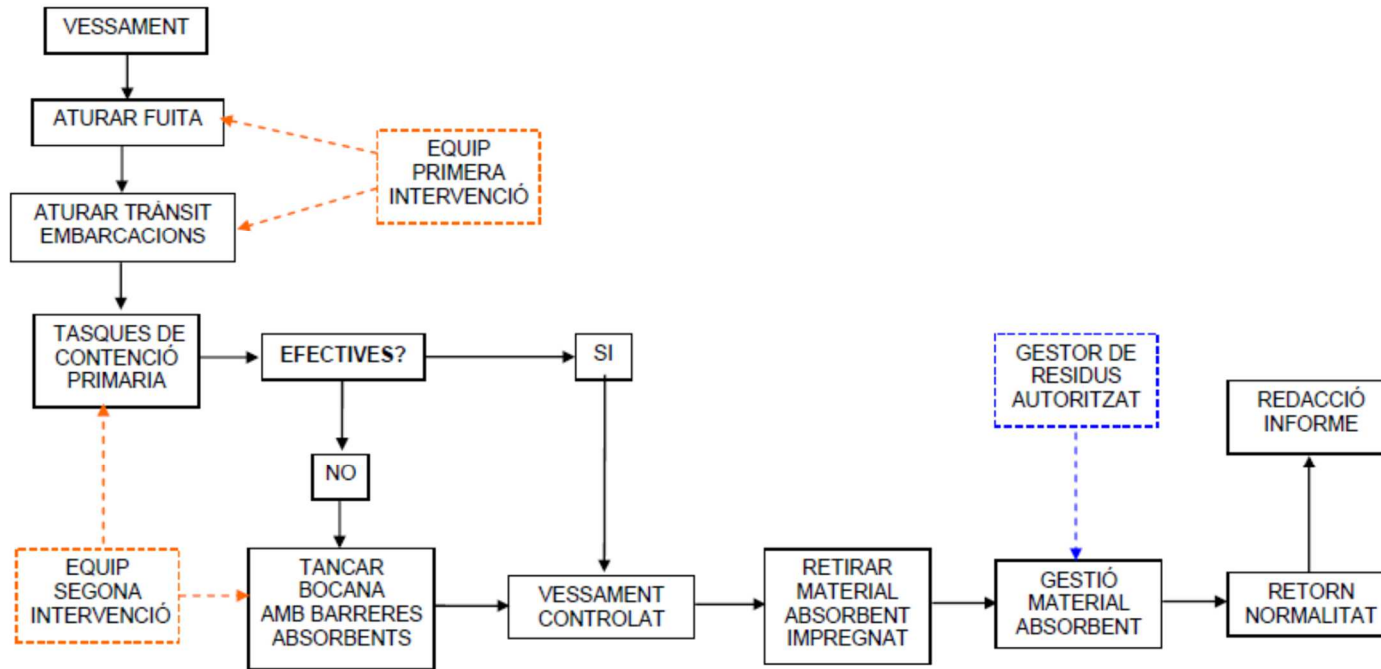 VESSAMENT
ATURAR FUITA
EQUIP
PRIMERA
INTERVENCIÓ
ATURAR TRÀNSIT
EMBARCACIONS
TASQUES DE
CONTENCIÓ
PRIMARIA
EFECTIVES?
SI
GESTOR DE
RESIDUS
AUTORITZAT
REDACCIÓ
INFORME
NO
EQUIP
SEGONA
INTERVENCIÓ
TANCAR
BOCANA
AMB BARRERES
ABSORBENTS
VESSAMENT
CONTROLAT
RETIRAR
MATERIAL
ABSORBENT
IMPREGNAT
GESTIÓ
MATERIAL
ABSORBENT
RETORN
NORMALITAT